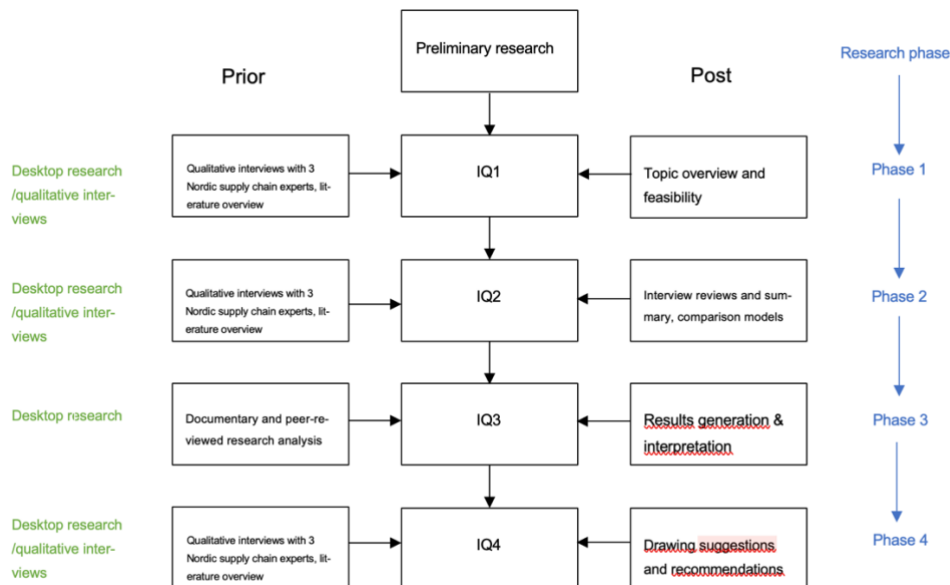 Preliminary research
Research phase
Prior
Post
Desktop research
/qualitative inter-
views
Qualitative interviews with 3
Nordic supply chain experts, lit-
erature overview
IQ1
Topic overview and
feasibility
Phase 1
Desktop research
/qualitative inter-
views
Qualitative interviews with 3
Nordic supply chain experts, lit-
erature overview
IQ2
Interview reviews and sum-
mary, comparison models
Phase 2
Desktop research
Documentary and peer-re-
viewed research analysis
IQ3
Results generation &
interpretation
Phase 3
Desktop research
/qualitative inter-
views
Qualitative interviews with 3
Nordic supply chain experts, lit-
erature overview
IQ4
Drawing suggestions
and recommendations
Phase 4